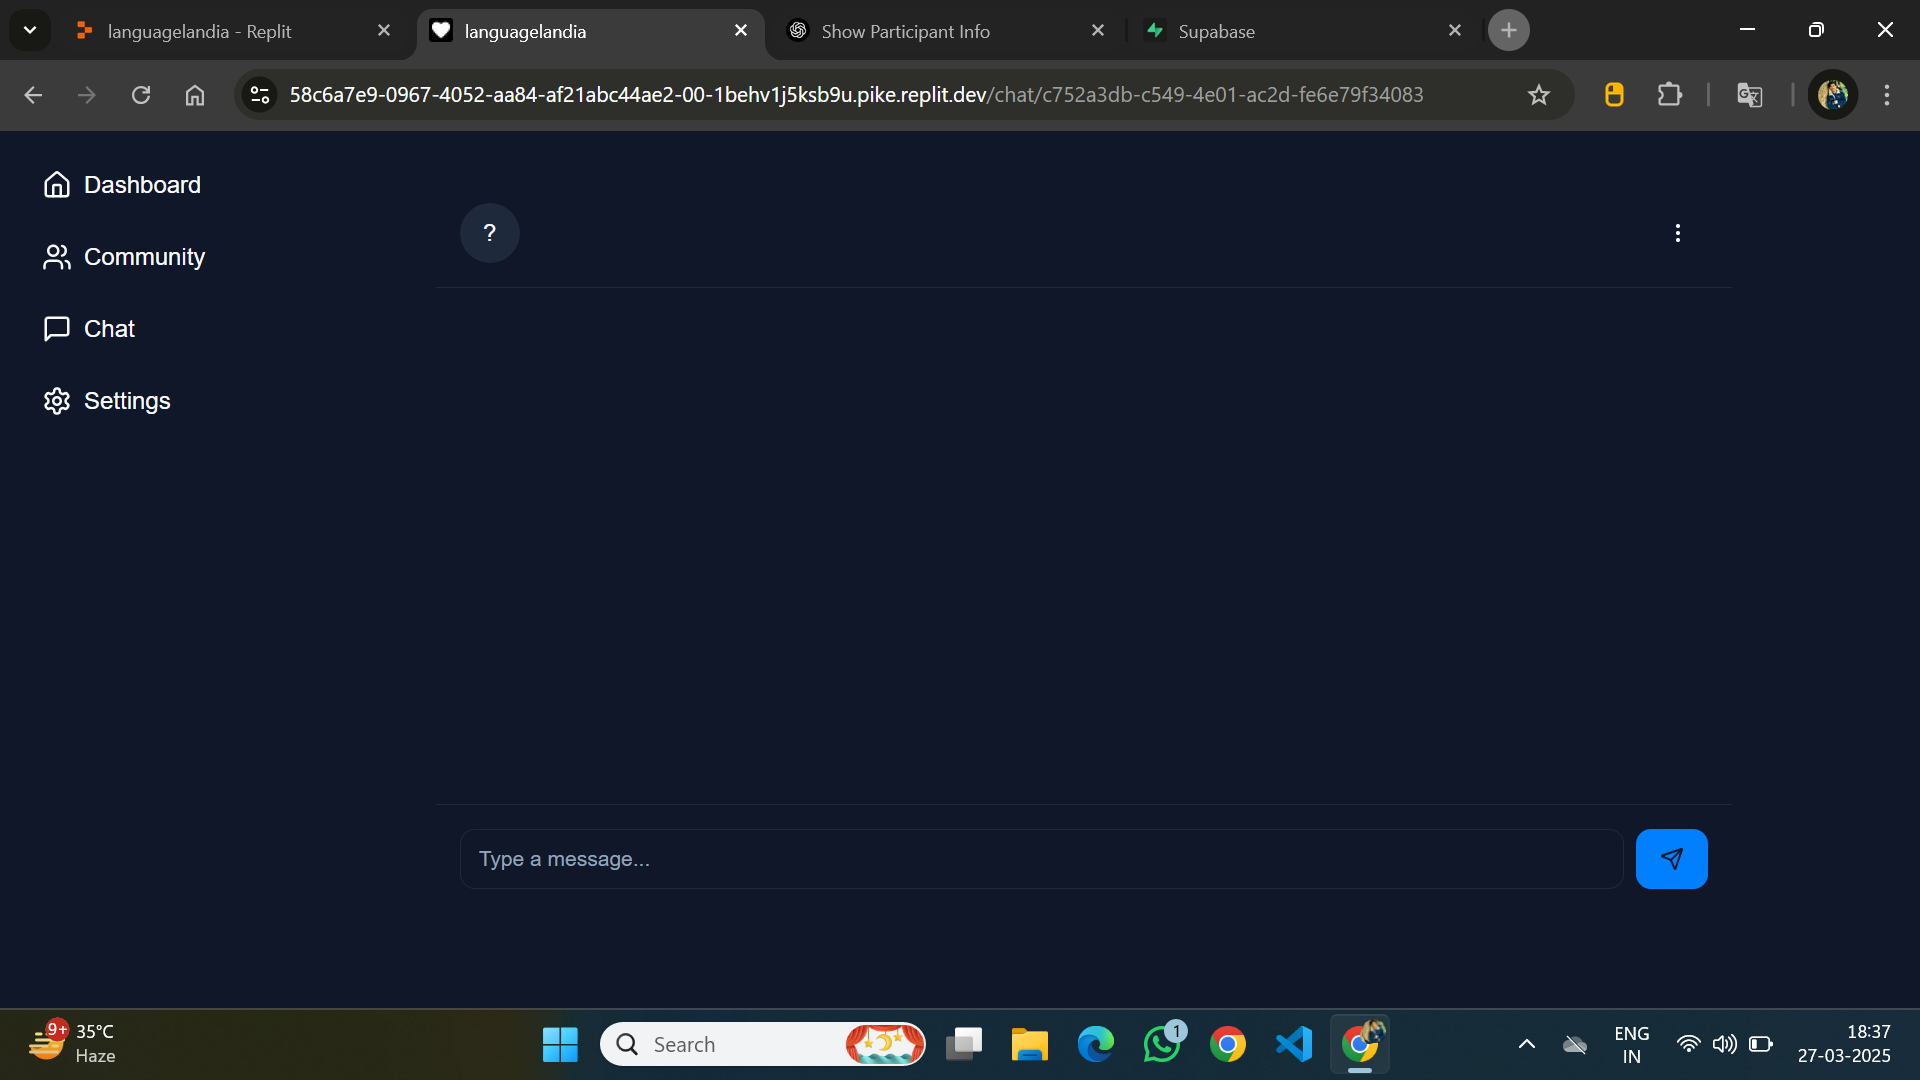 languagelandia - Replit
languagelandia
Show Participant Info
Supabase
58c6a7e9-0967-4052-aa84-af21abc44ae2-00-1behv1j5ksb9u.pike.replit.dev/chat/c752a3db-c549-4e01-ac2d-fe6e79f34083
Dashboard
?
Community
Chat
Settings
Type a message...
9+
35°C
Haze
Search
1
ENG
IN
18:37
27-03-2025